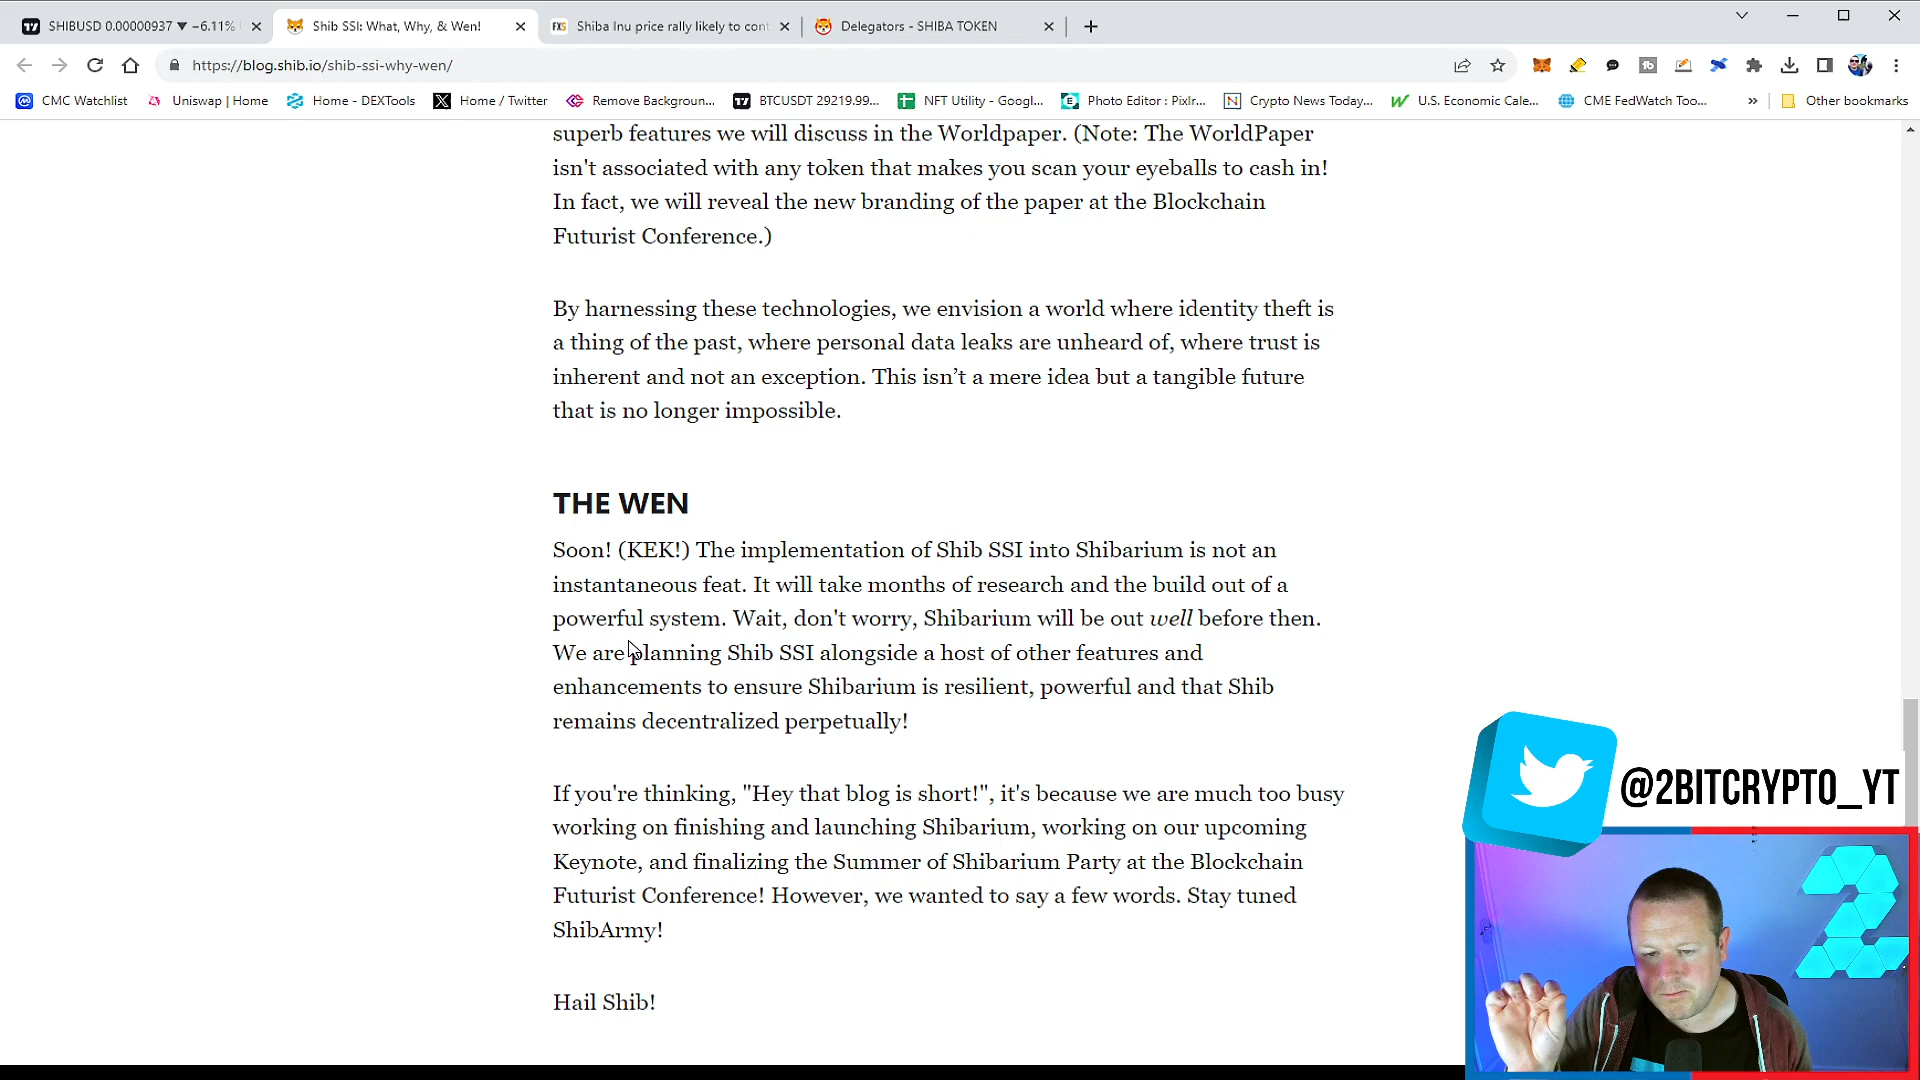 SHIBUSD 0.00000937 ▼ −6.11%
Shib SSI: What, Why, & Wen!
FXS Shiba Inu price rally likely to cont
Delegators - SHIBA TOKEN
https://blog.shib.io/shib-ssi-why-wen/
CMC Watchlist
Uniswap | Home
Home - DEXTools
Home / Twitter
Remove Backgroun...
BTCUSDT 29219.99...
NFT Utility - Googl...
Photo Editor : Pixlr...
Crypto News Today...
U.S. Economic Cale...
CME FedWatch Too...
»
Other bookmarks
superb features we will discuss in the Worldpaper. (Note: The WorldPaper
isn't associated with any token that makes you scan your eyeballs to cash in!
In fact, we will reveal the new branding of the paper at the Blockchain
Futurist Conference.)
By harnessing these technologies, we envision a world where identity theft is
a thing of the past, where personal data leaks are unheard of, where trust is
inherent and not an exception. This isn’t a mere idea but a tangible future
that is no longer impossible.
THE WEN
Soon! (KEK!) The implementation of Shib SSI into Shibarium is not an
instantaneous feat. It will take months of research and the build out of a
powerful system. Wait, don't worry, Shibarium will be out well before then.
We are planning Shib SSI alongside a host of other features and
enhancements to ensure Shibarium is resilient, powerful and that Shib
remains decentralized perpetually!
If you're thinking, "Hey that blog is short!", it's because we are much too busy
working on finishing and launching Shibarium, working on our upcoming
Keynote, and finalizing the Summer of Shibarium Party at the Blockchain
Futurist Conference! However, we wanted to say a few words. Stay tuned
ShibArmy!
Hail Shib!
@2BITCRYPTO_YT
2